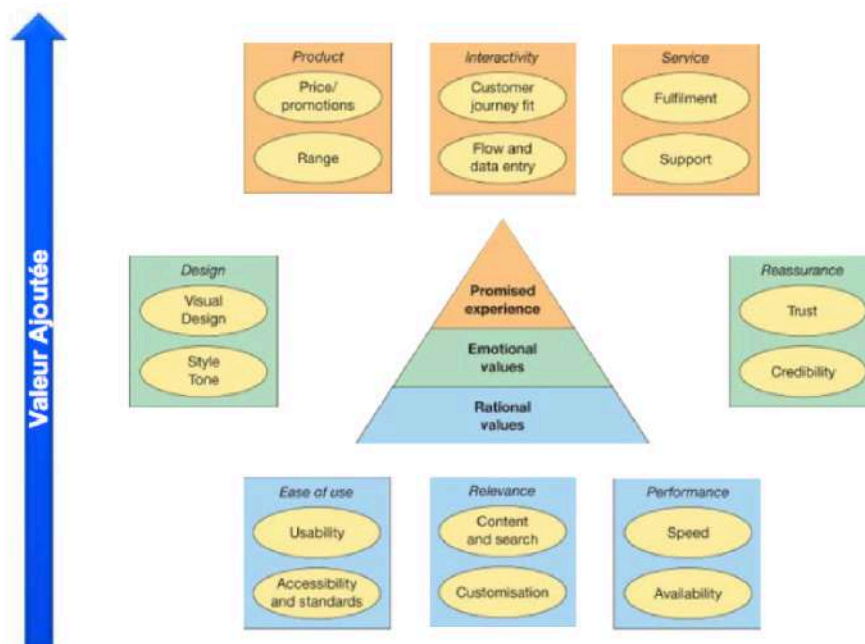 Valeur Ajoutée
Product
Price/
promotions
Range
Interactivity
Customer
journey fit
Flow and
data entry
Service
Fulfilment
Support
Design
Visual
Design
Style
Tone
Promised
experience
Emotional
values
Rational
values
Reassurance
Trust
Credibility
Ease of use
Usability
Accessibility
and standards
Relevance
Content
and search
Customisation
Performance
Speed
Availability